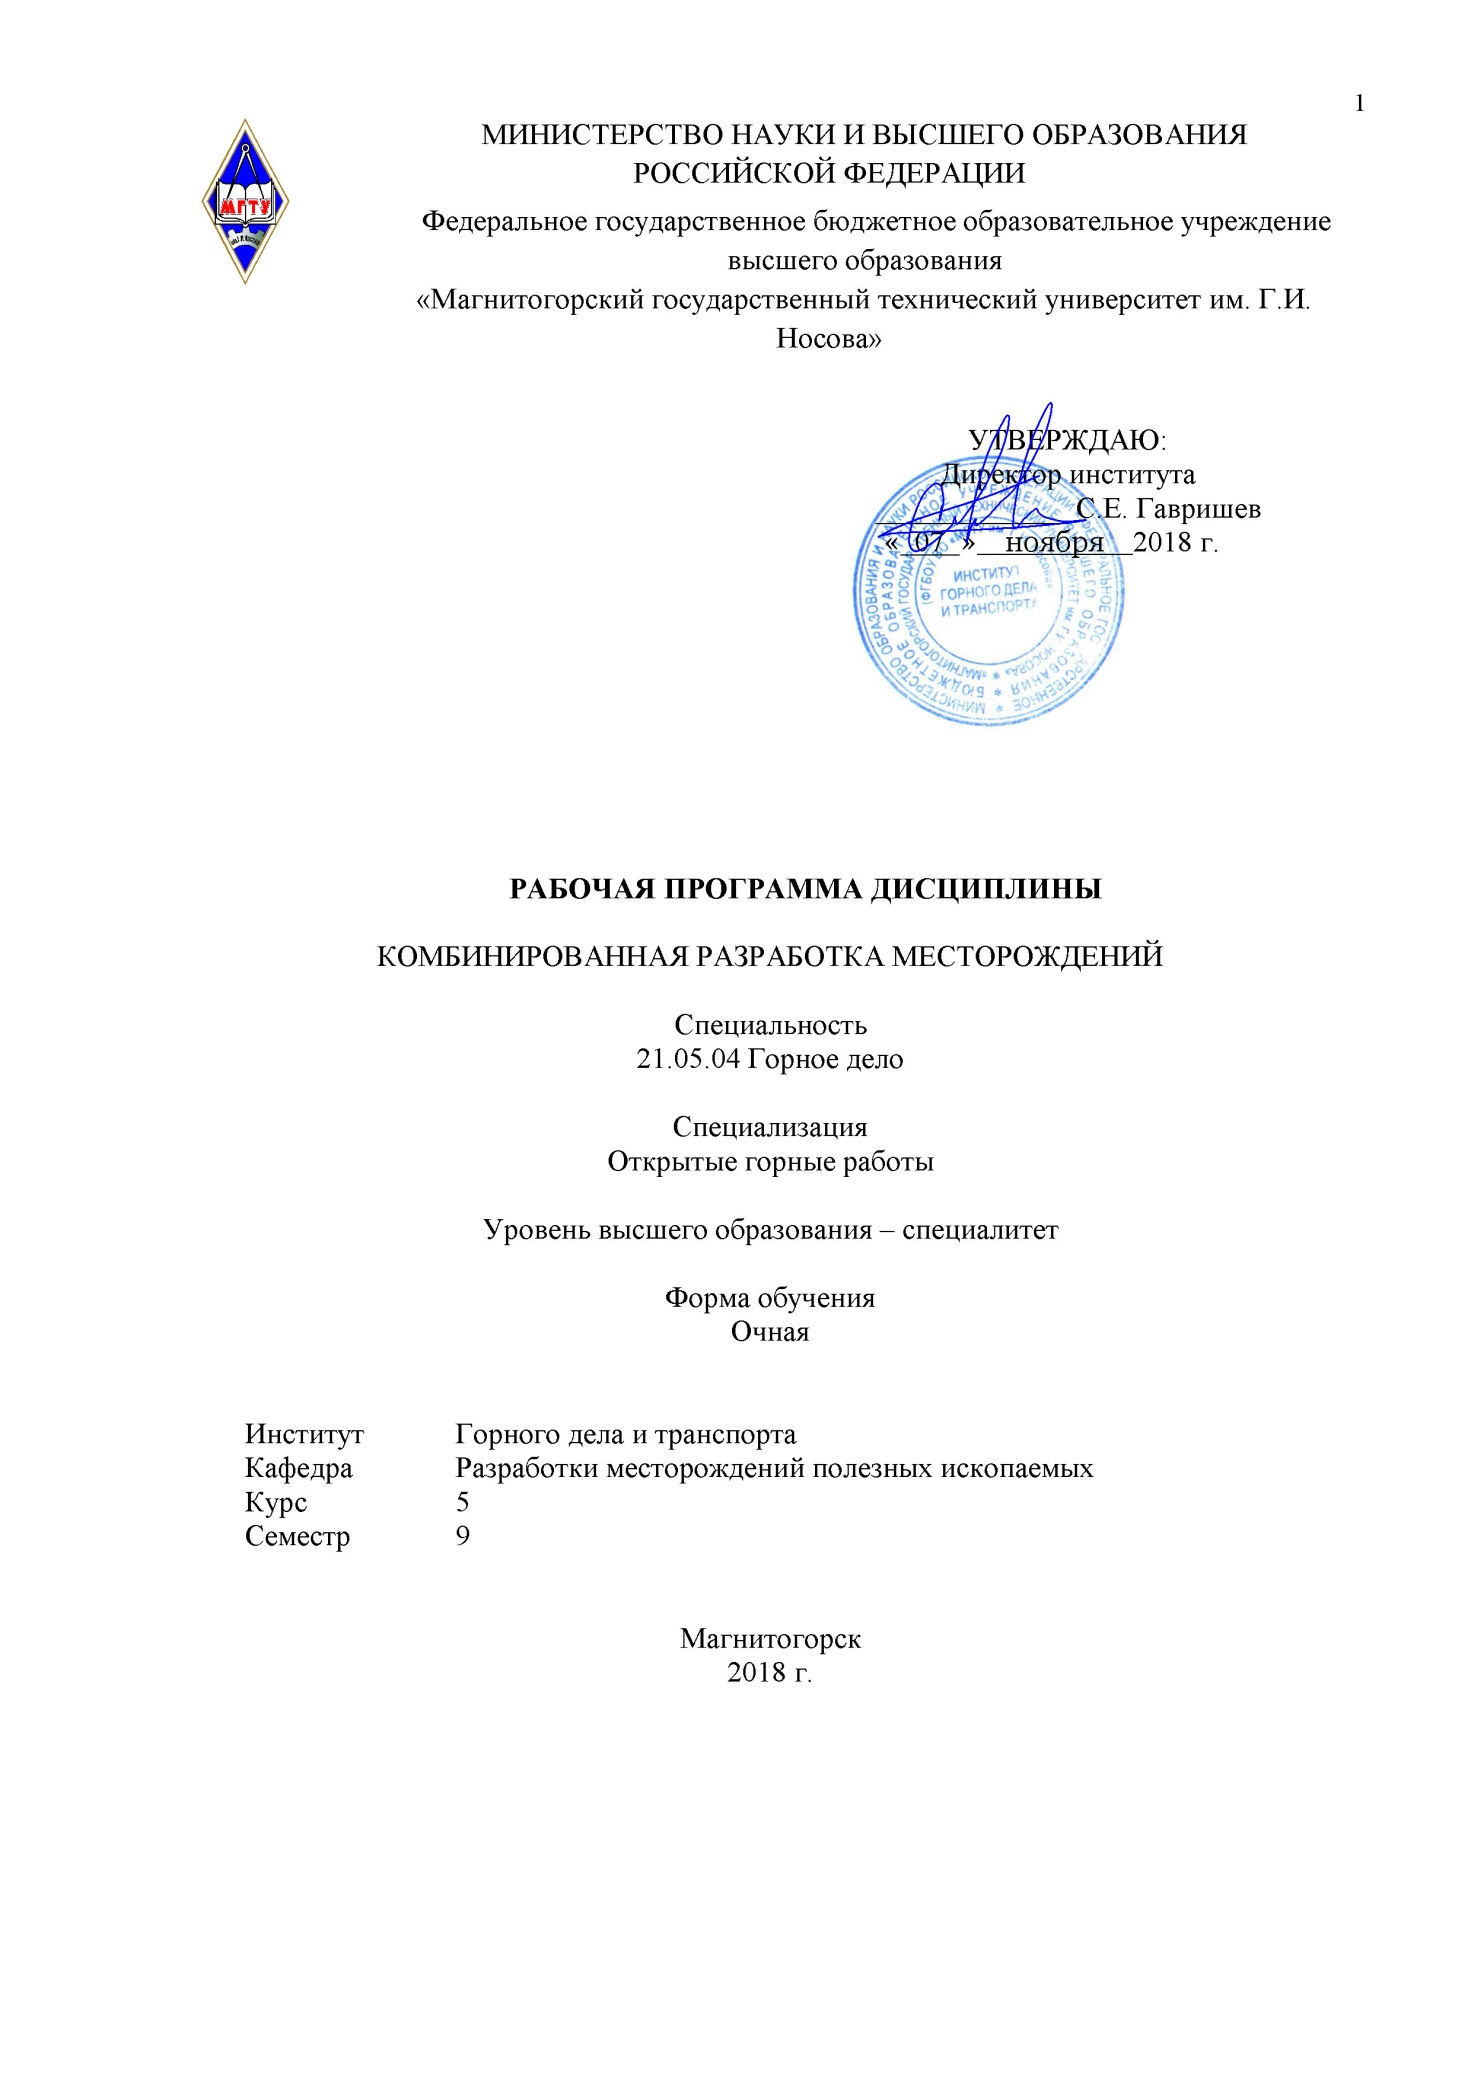 1
МИНИСТЕРСТВО НАУКИ И ВЫСШЕГО ОБРАЗОВАНИЯ
РОССИЙСКОЙ ФЕДЕРАЦИИ
Федеральное государственное бюджетное образовательное учреждение
высшего образования
«Магнитогорский государственный технический университет им. Г.И.
Носова»
МГТУ
УТВЕРЖДАЮ:
Директор института
С.Е. Гавришев
«07» ноября 2018 г.
ИНСТИТУТ
ГОРНОГО ДЕЛА
И ТРАНСПОРТА
РАБОЧАЯ ПРОГРАММА ДИСЦИПЛИНЫ
КОМБИНИРОВАННАЯ РАЗРАБОТКА МЕСТОРОЖДЕНИЙ
Специальность
21.05.04 Горное дело
Специализация
Открытые горные работы
Уровень высшего образования – специалитет
Форма обучения
Очная
Институт Горного дела и транспорта
Кафедра Разработки месторождений полезных ископаемых
Курс 5
Семестр 9
Магнитогорск
2018 г.